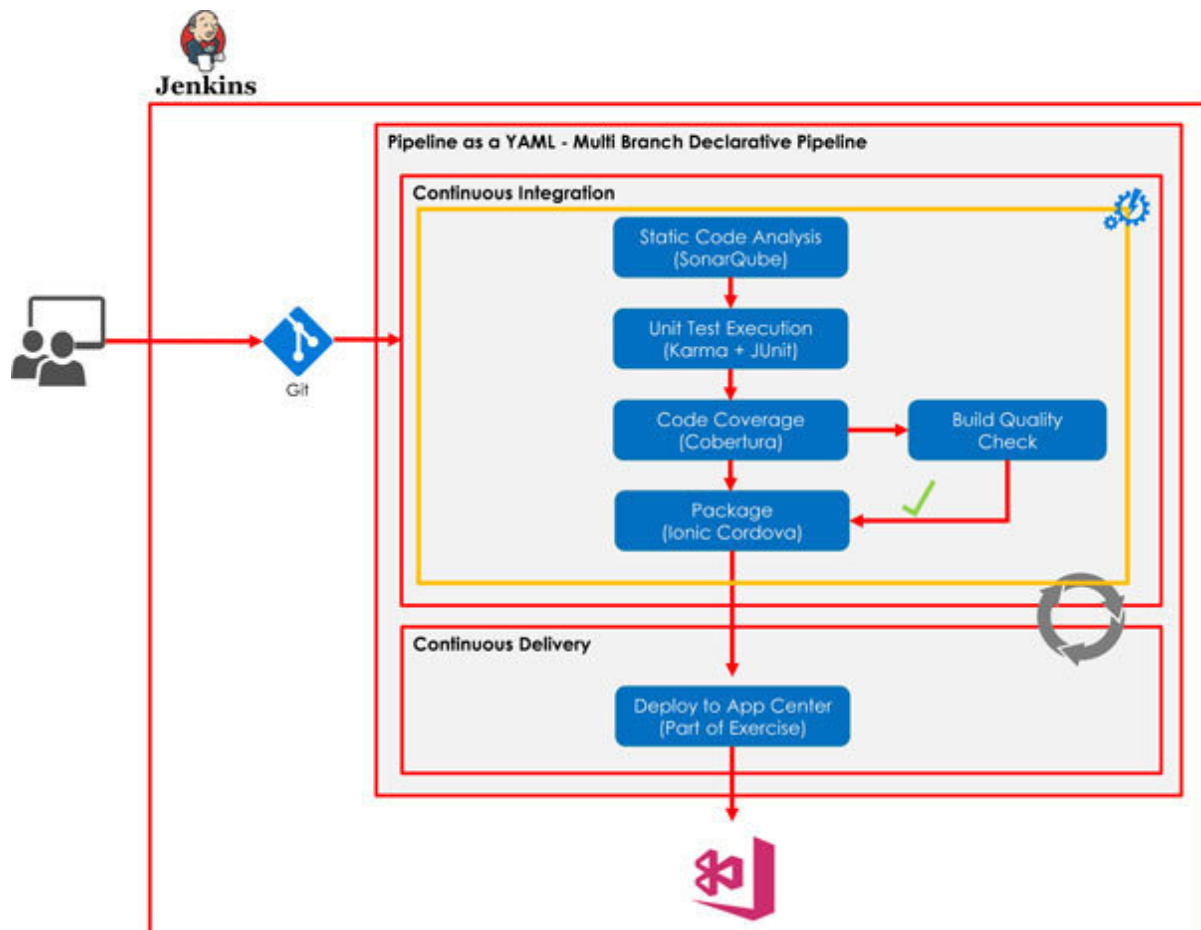 Jenkins
Pipeline as a YAML - Multi Branch Declarative Pipeline
Continuous Integration
Static Code Analysis
(SonarQube)
Unit Test Execution
(Karma + JUnit)
Git
Code Coverage
(Cobertura)
Build Quality
Check
Package
(Ionic Cordova)
Continuous Delivery
Deploy to App Center
(Part of Exercise)